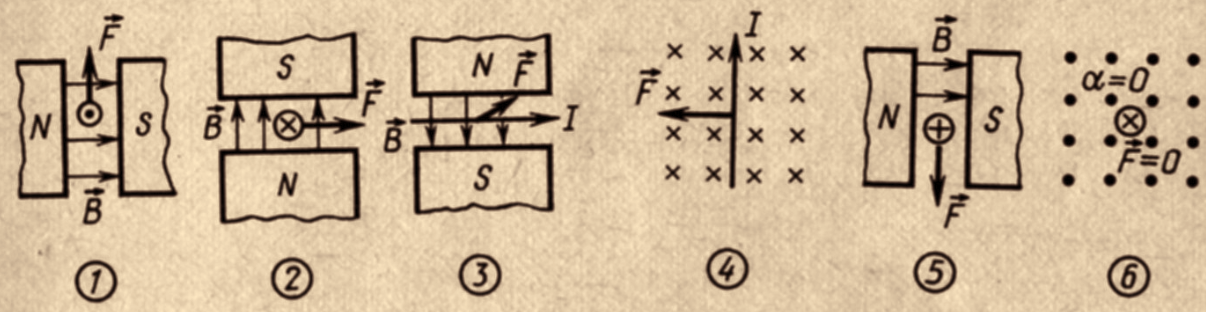 F⃗
N S
B⃗
1
S
B⃗ F⃗
N
2
N F⃗
B⃗ I
S
3
I
F⃗
4
B⃗
N S
F⃗
5
α=0
F⃗=0
6